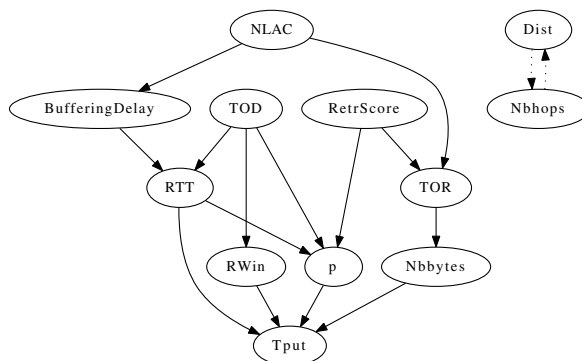 NLAC
Dist
BufferingDelay
TOD
RetrScore
Nbhops
RTT
TOR
RWin
p
Nbbytes
Tput